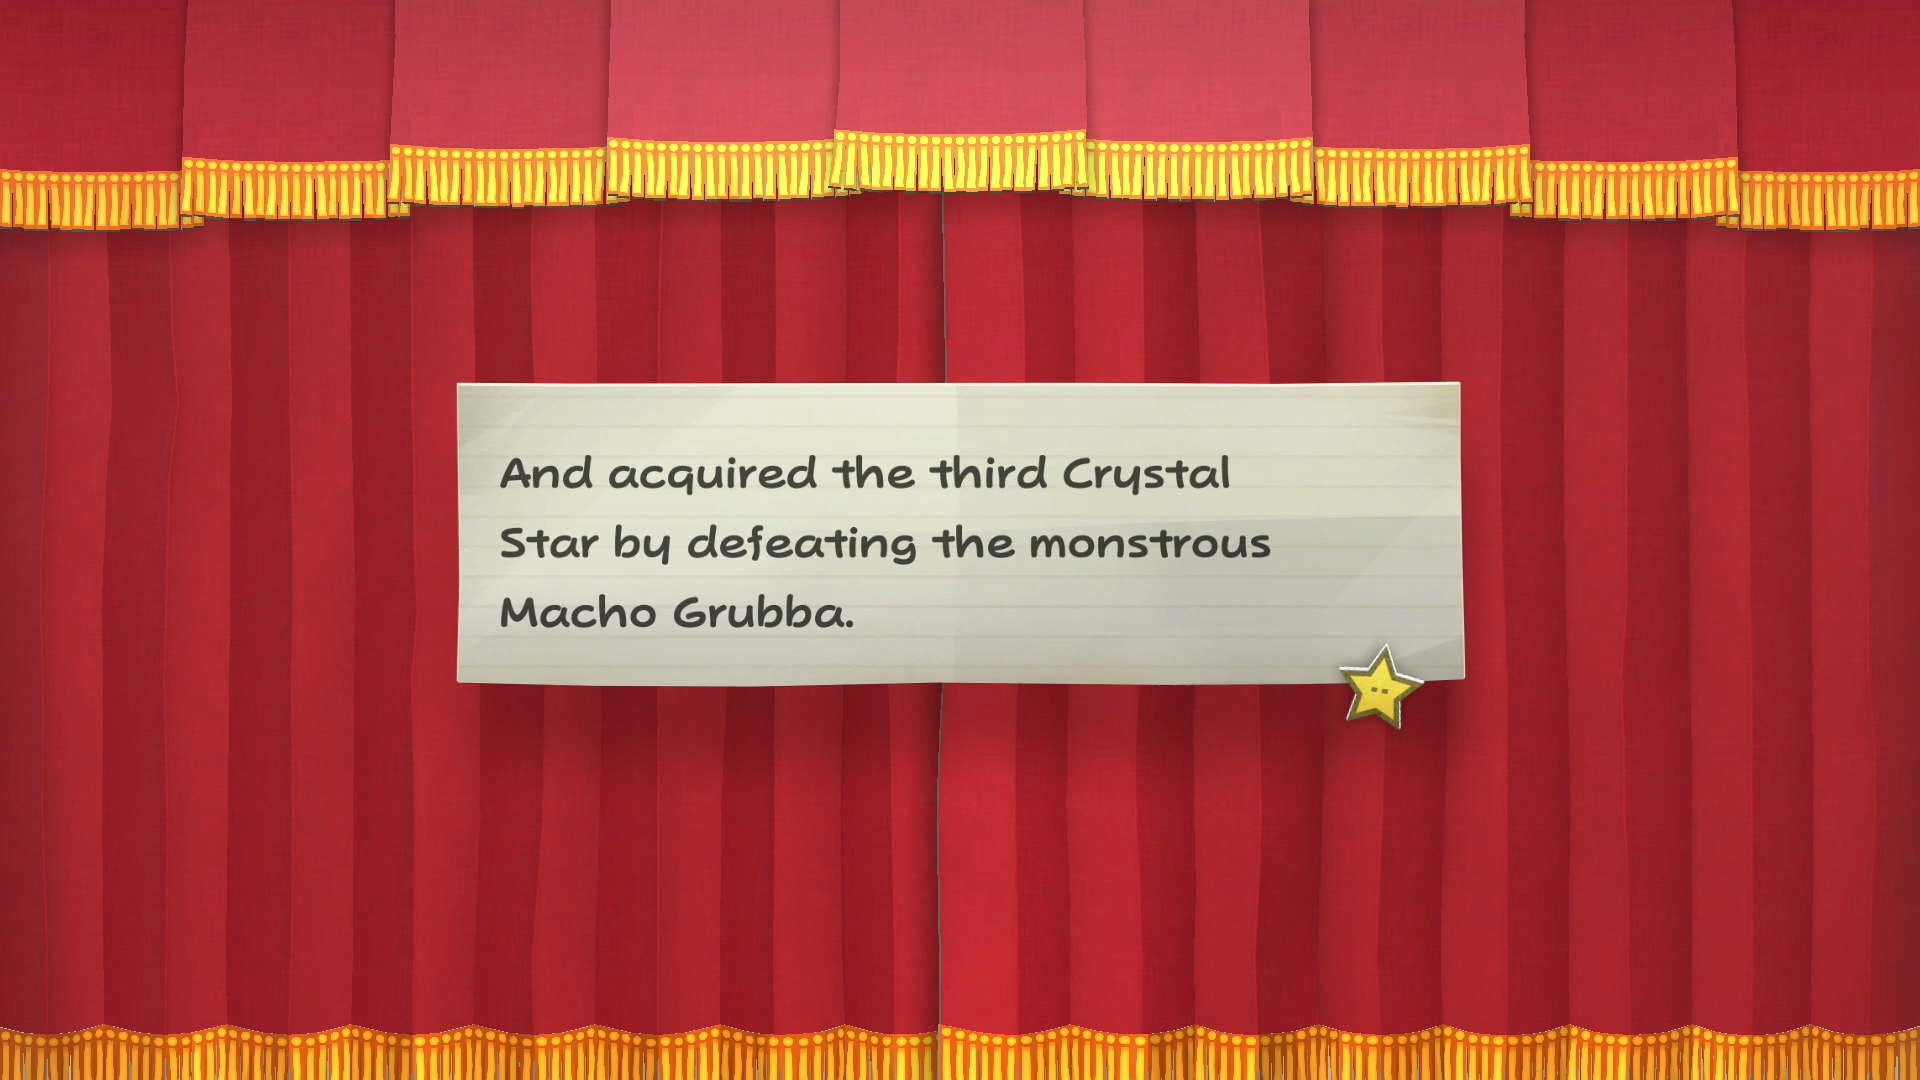 And acquired the third Crystal
Star by defeating the monstrous
Macho Grubba.